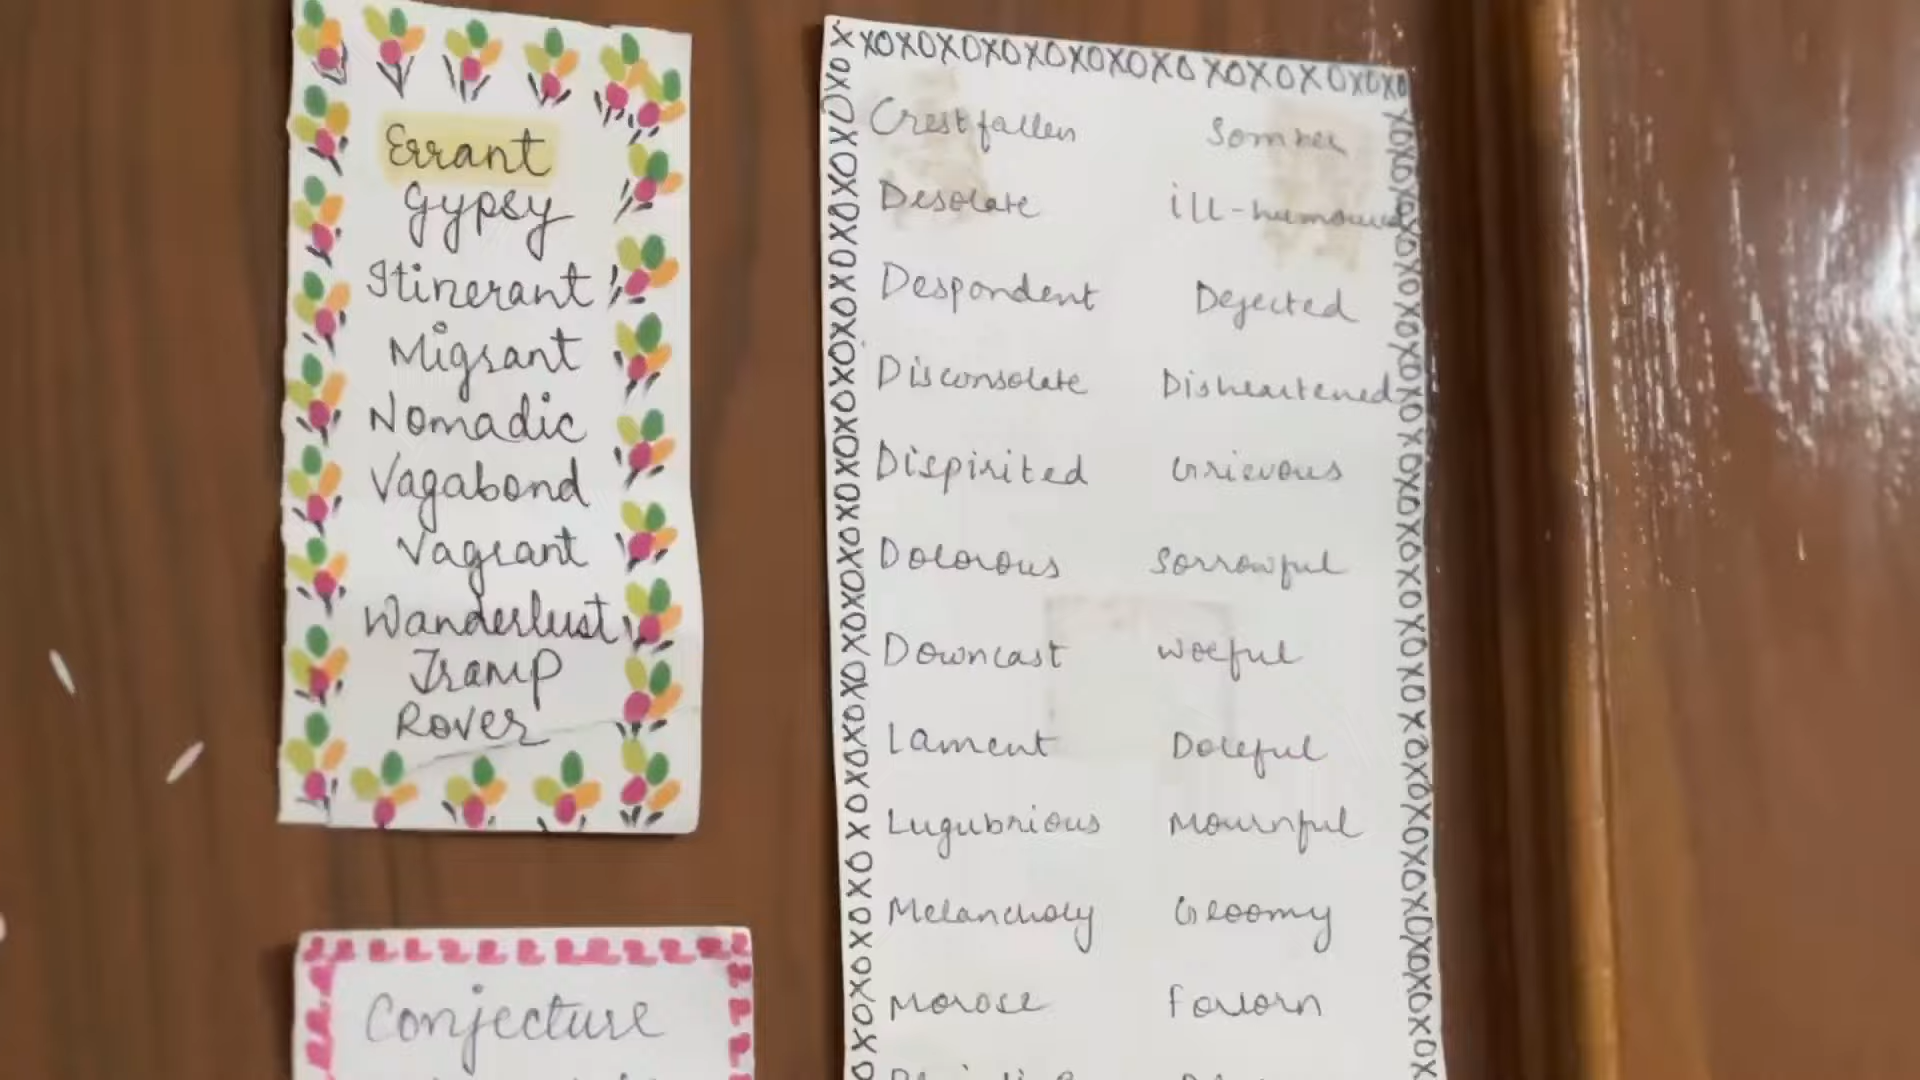 Errant
Gypsy
Itinerant
Migrant
Nomadic
Vagabond
Vagrant
Wanderlust
Tramp
Rover
Crestfallen Somber
Desolate ill-humoured
Despondent Dejected
Disconsolate Disheartened
Dispirited Grievous
Dolorous Sorrowful
Downcast woeful
Lament Doleful
Lugubrious Mournful
Melancholy Gloomy
Morose Forlorn
Conjecture